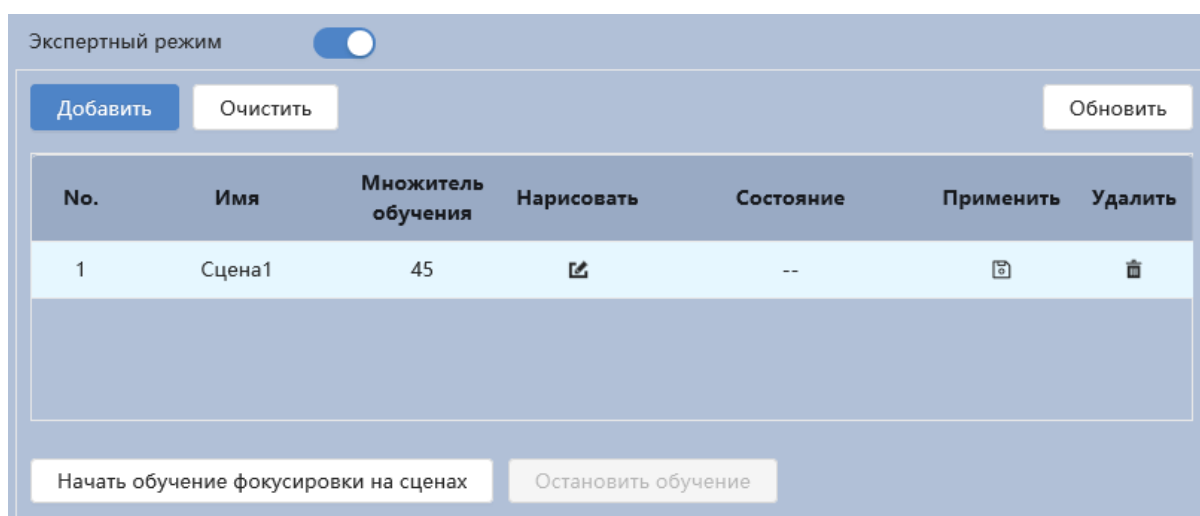 Экспертный режим
Добавить Очистить Обновить
No. Имя Множитель обучения Нарисовать Состояние Применить Удалить
1 Сцена1 45 --
Начать обучение фокусировки на сценах Остановить обучение